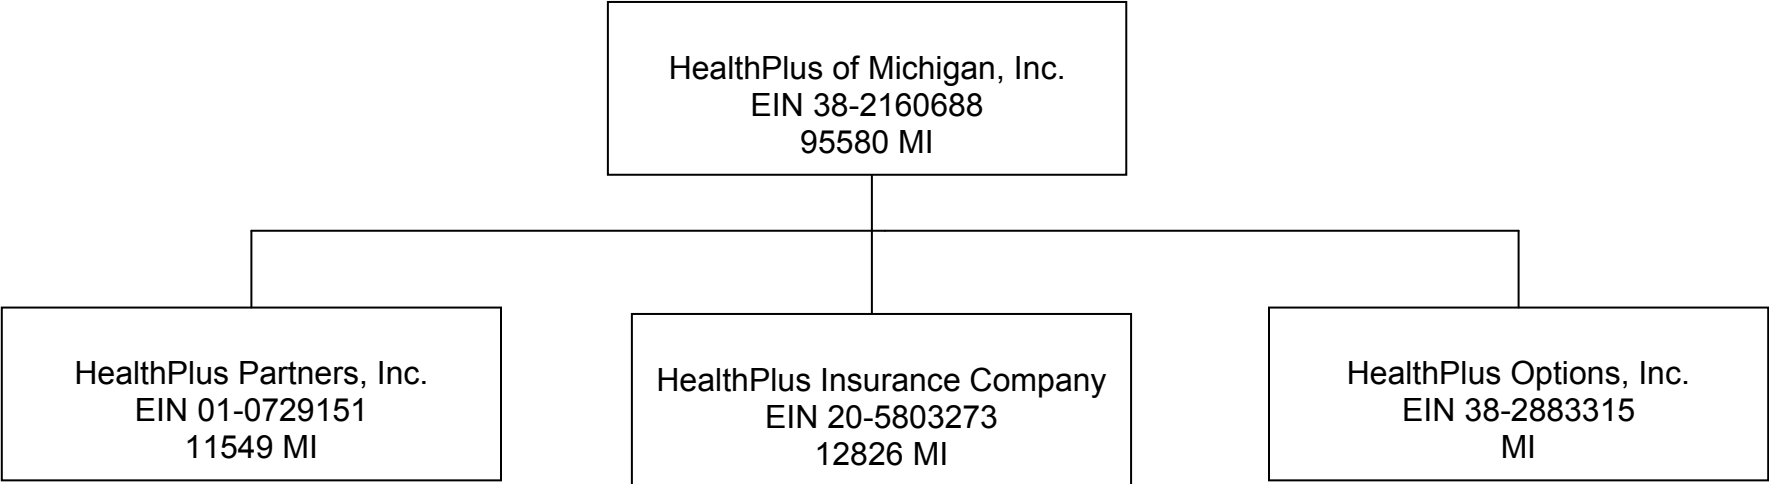 HealthPlus of Michigan, Inc.
EIN 38-2160688
95580 MI
HealthPlus Partners, Inc.
EIN 01-0729151
11549 MI
HealthPlus Insurance Company
EIN 20-5803273
12826 MI
HealthPlus Options, Inc.
EIN 38-2883315
MI